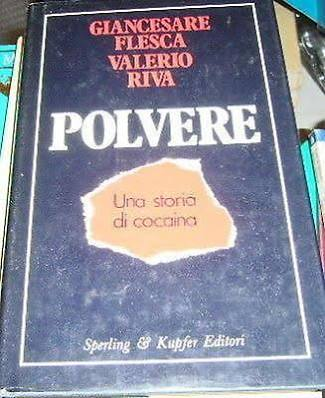 GIANCESARE
FLESCA
VALERIO
RIVA
POLVERE
Una storia
di cocaina
Sperling & Kupfer Editori